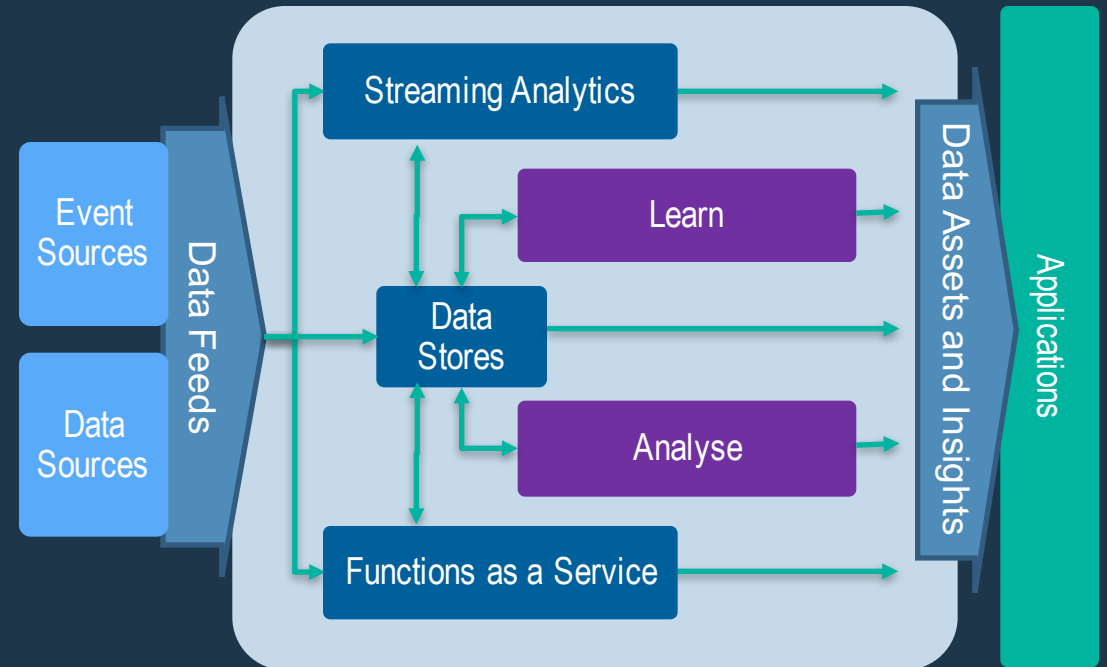 Event
Sources
Data
Sources
Data Feeds
Streaming Analytics
Learn
Data
Stores
Analyse
Functions as a Service
Data Assets and Insights
Applications